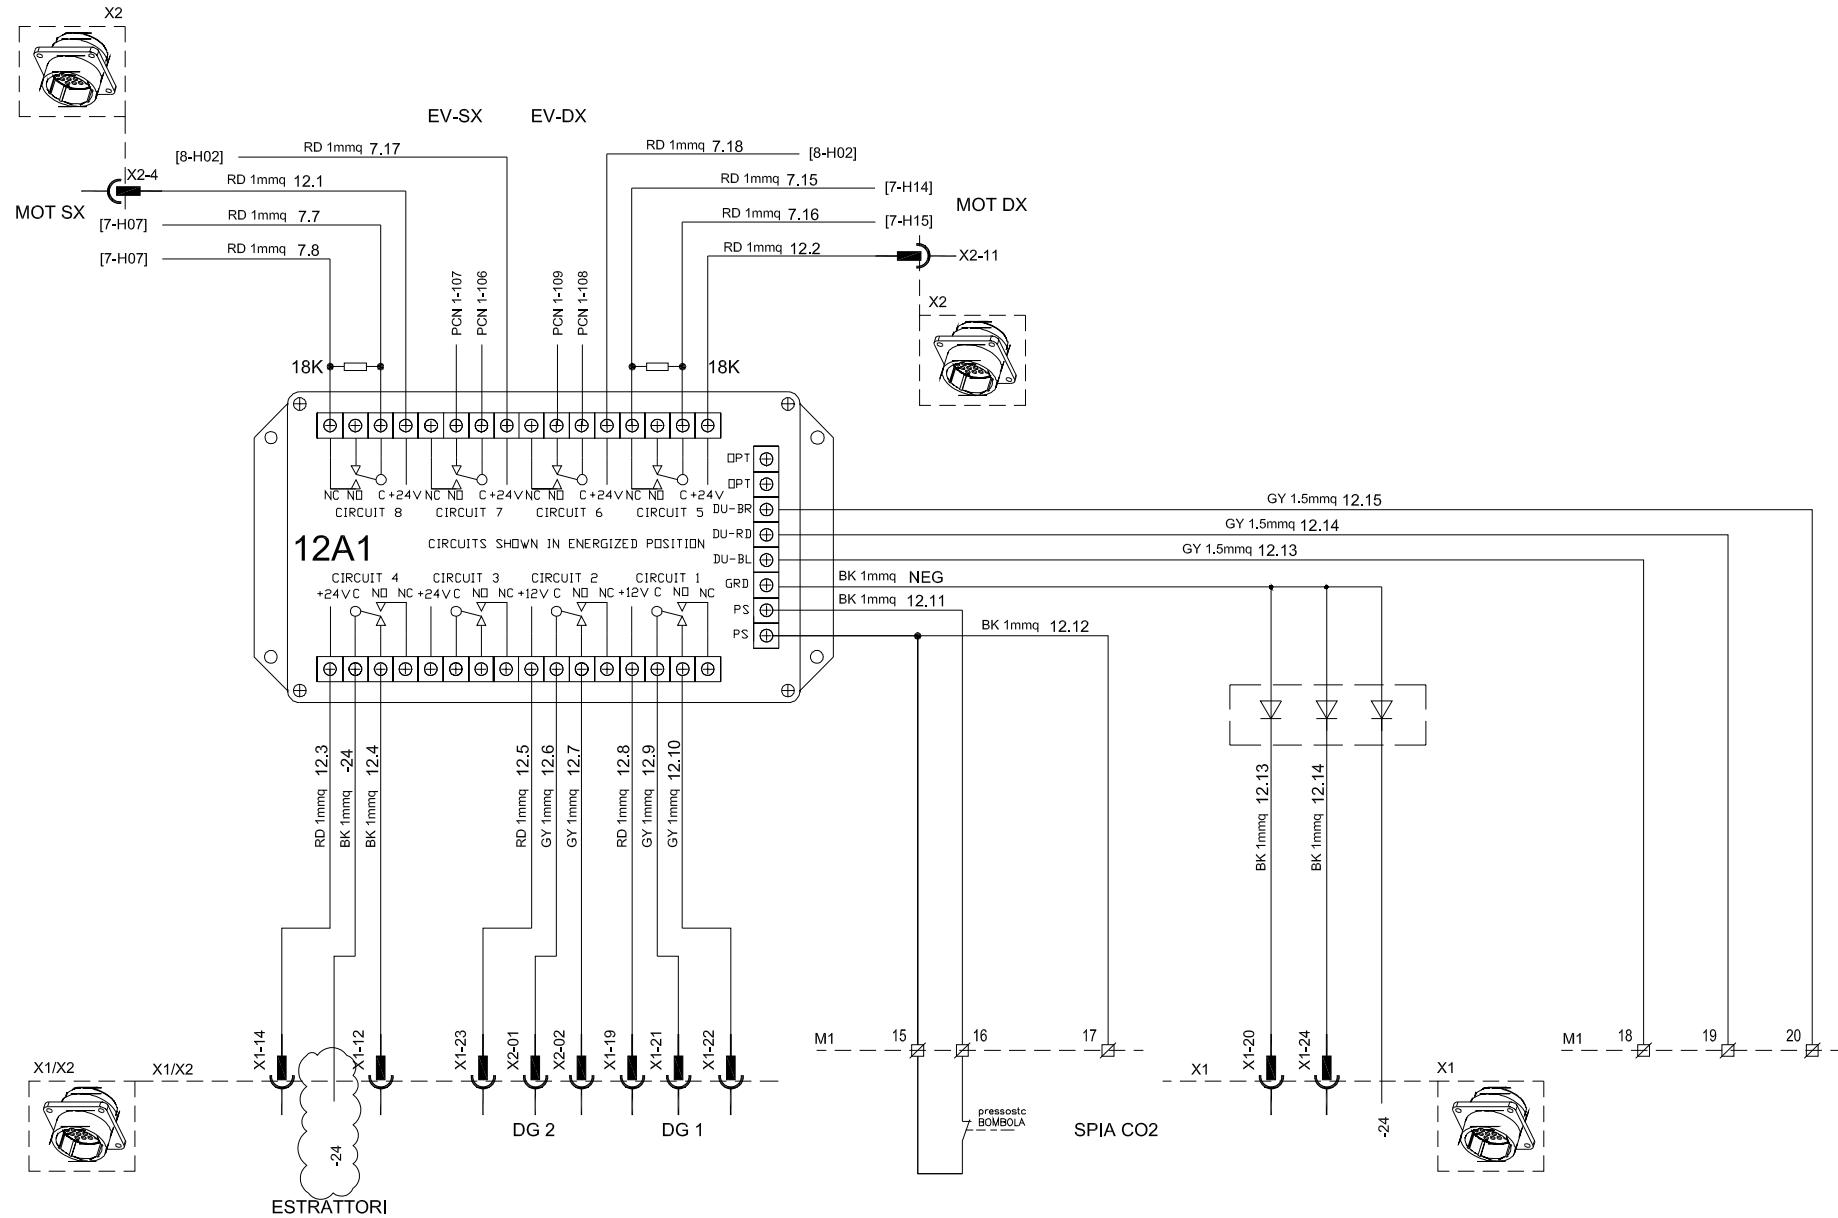 X2
EV-SX
EV-DX
[8-H02]
RD 1mmq 7.17
RD 1mmq 7.18
[8-H02]
X2-4
RD 1mmq 12.1
RD 1mmq 7.15
[7-H14]
MOT SX
MOT DX
[7-H07]
RD 1mmq 7.7
RD 1mmq 7.16
[7-H15]
[7-H07]
RD 1mmq 7.8
RD 1mmq 12.2
X2-11
PCN 1-107
PCN 1-106
PCN 1-109
PCN 1-108
X2
18K
18K
OPT
OPT
DU-BR
DU-RD
DU-BL
GRD
PS
PS
NC NO C +24V NC NO C +24V NC NO C +24V NC NO C +24V
CIRCUIT 8
CIRCUIT 7
CIRCUIT 6
CIRCUIT 5
12A1
CIRCUITS SHOWN IN ENERGIZED POSITION
CIRCUIT 4
CIRCUIT 3
CIRCUIT 2
CIRCUIT 1
+24V C NO NC +24V C NO NC +12V C NO NC +12V C NO NC
GY 1.5mmq 12.15
GY 1.5mmq 12.14
GY 1.5mmq 12.13
BK 1mmq NEG
BK 1mmq 12.11
BK 1mmq 12.12
RD 1mmq 12.3
BK 1mmq -24
BK 1mmq 12.4
RD 1mmq 12.5
GY 1mmq 12.6
GY 1mmq 12.7
RD 1mmq 12.8
GY 1mmq 12.9
GY 1mmq 12.10
BK 1mmq 12.13
BK 1mmq 12.14
X1-14
X1-12
X1-23
X2-01
X2-02
X1-19
X1-21
X1-22
M1
15
16
17
X1-20
X1-24
M1
18
19
20
X1/X2
X1/X2
X1
X1
-24
DG 2
DG 1
pressostc
BOMBOLA
SPIA CO2
-24
ESTRATTORI